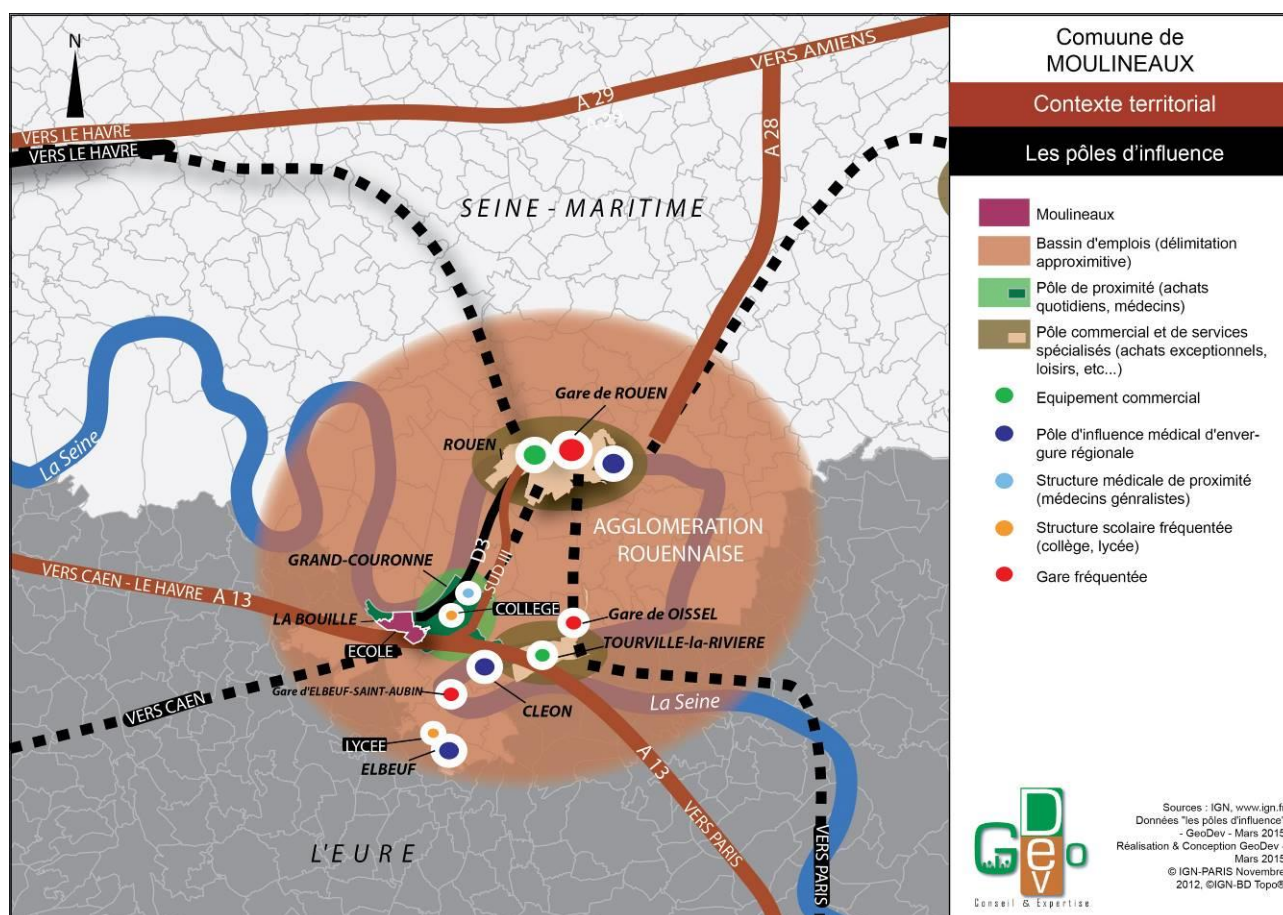 N
VERS AMIENS
A 29
A 29
VERS LE HAVRE
VERS LE HAVRE
A 28
SEINE - MARITIME
La Seine
Gare de ROUEN
ROUEN
AGGLOMERATION
ROUENNAISE
D3
SUD III
GRAND-COURONNE
VERS CAEN - LE HAVRE A 13
COLLEGE
LA BOUILLE
ECOLE
Gare de OISSEL
TOURVILLE-la-RIVIERE
Gare d'ELBEUF-SAINT-AUBIN
CLEON
La Seine
VERS CAEN
LYCEE
ELBEUF
A 13
VERS PARIS
VERS PARIS
L'EURE
Comuune de
MOULINEAUX
Contexte territorial
Les pôles d'influence
Moulineaux
Bassin d'emplois (délimitation
approximitive)
Pôle de proximité (achats
quotidiens, médecins)
Pôle commercial et de services
spécialisés (achats exceptionnels,
loisirs, etc...)
Equipement commercial
Pôle d'influence médical d'enver-
gure régionale
Structure médicale de proximité
(médecins génralistes)
Structure scolaire fréquentée
(collège, lycée)
Gare fréquentée
GeoDev
Conseil & Expertise
Sources : IGN, www.ign.fr
Données "les pôles d'influence"
- GeoDev - Mars 2015
Réalisation & Conception GeoDev -
Mars 2015
© IGN-PARIS Novembre
2012, ©IGN-BD Topo®